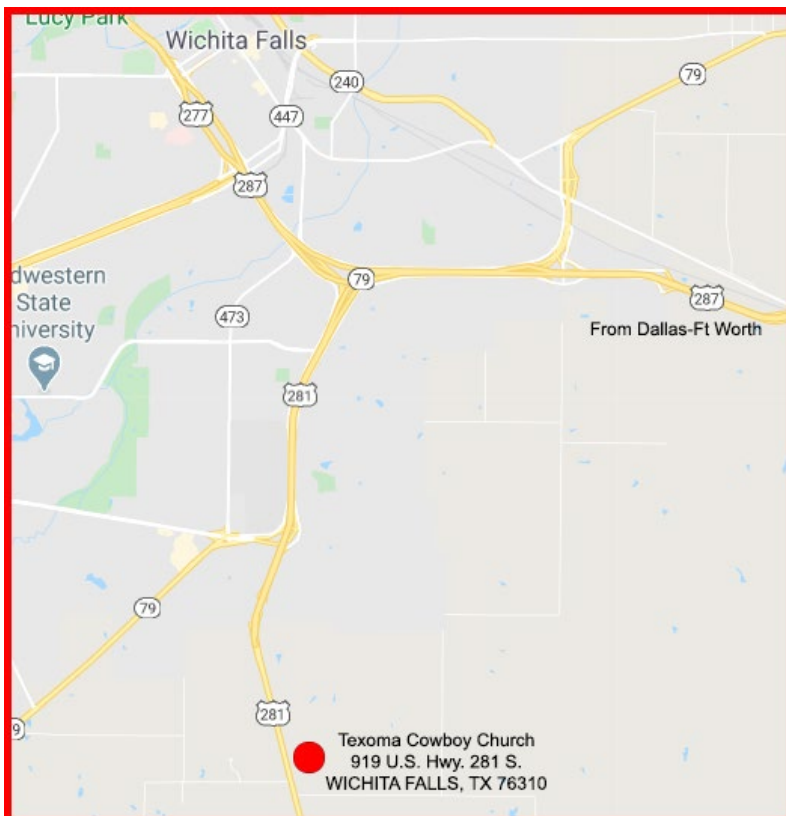 Lucy Park
Wichita Falls
240
79
277
447
287
79
dwestern
State
niversity
287
473
From Dallas-Ft Worth
281
79
281
9
Texoma Cowboy Church
919 U.S. Hwy. 281 S.
WICHITA FALLS, TX 76310